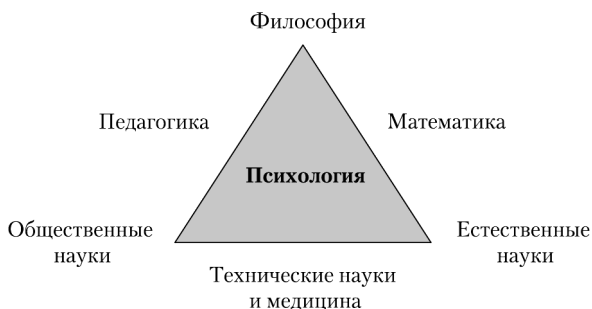 Философия
Педагогика
Математика
Психология
Общественные
науки
Естественные
науки
Технические науки
и медицина